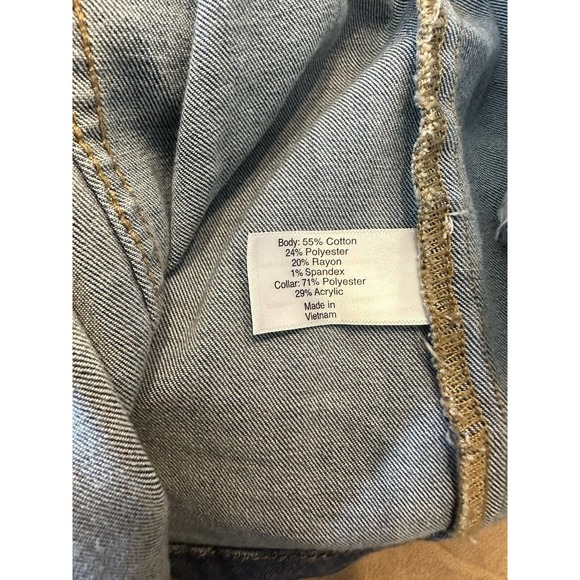 Body: 55% Cotton
24% Polyester
20% Rayon
1% Spandex
Collar: 71% Polyester
29% Acrylic
Made in
Vietnam